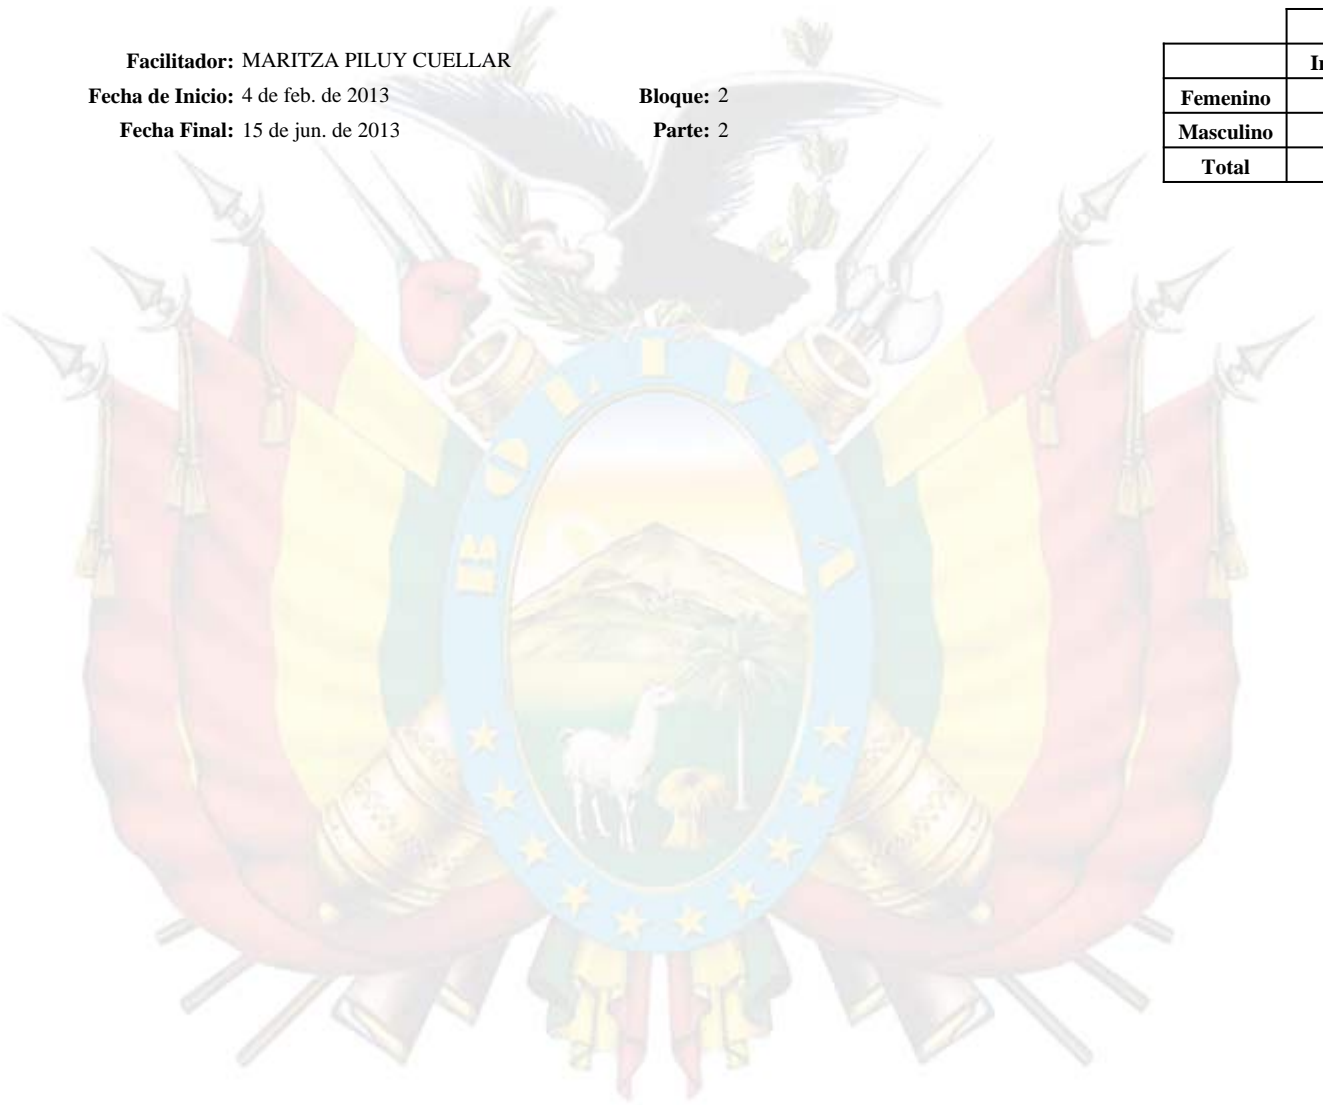 Facilitador: MARITZA PILUY CUELLAR
Fecha de Inicio: 4 de feb. de 2013 Bloque: 2
Fecha Final: 15 de jun. de 2013 Parte: 2
Femenino
Masculino
Total
BOLIVIA